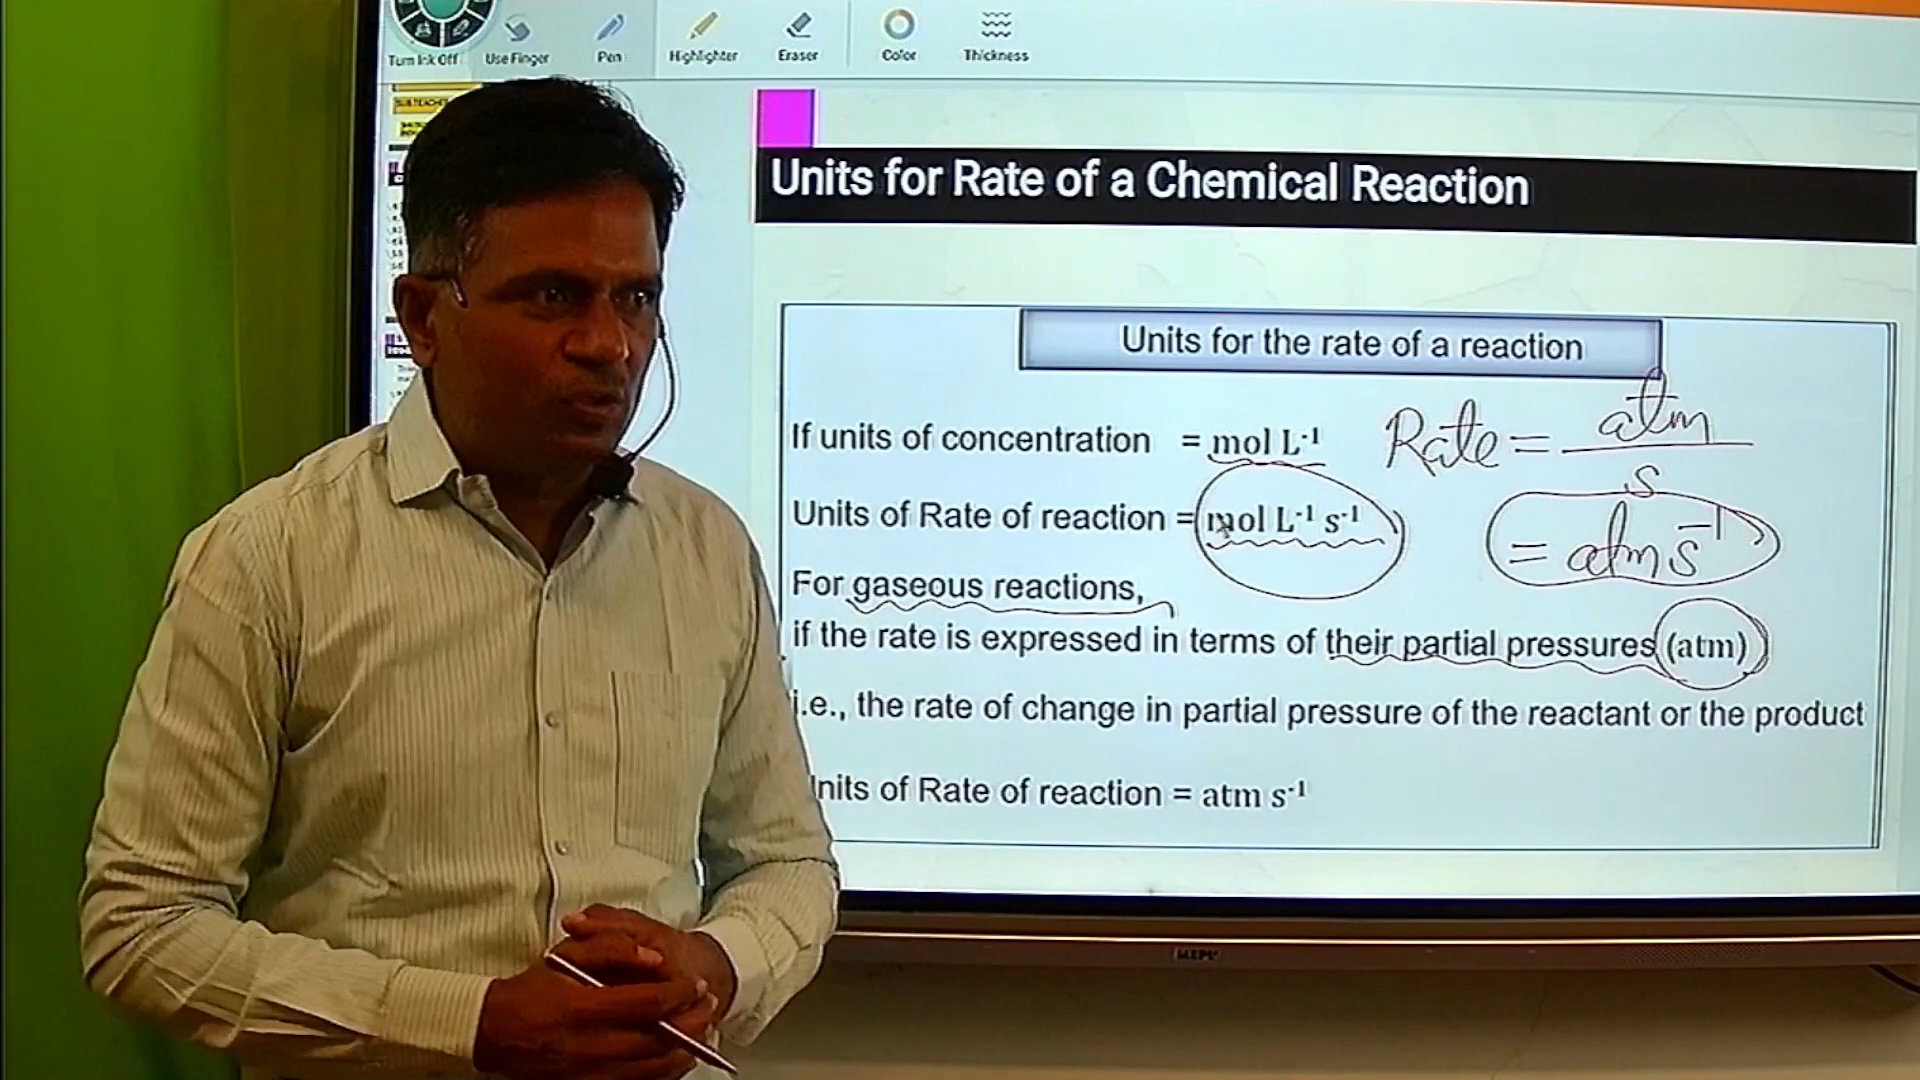 Turn Ink Off Use Finger Pen Highlighter Eraser Color Thickness
Units for Rate of a Chemical Reaction
Units for the rate of a reaction
If units of concentration = mol L⁻¹
Rate = atm / s
Units of Rate of reaction = mol L⁻¹ s⁻¹
= atm s⁻¹
For gaseous reactions,
if the rate is expressed in terms of their partial pressures (atm)
i.e., the rate of change in partial pressure of the reactant or the product
nits of Rate of reaction = atm s⁻¹